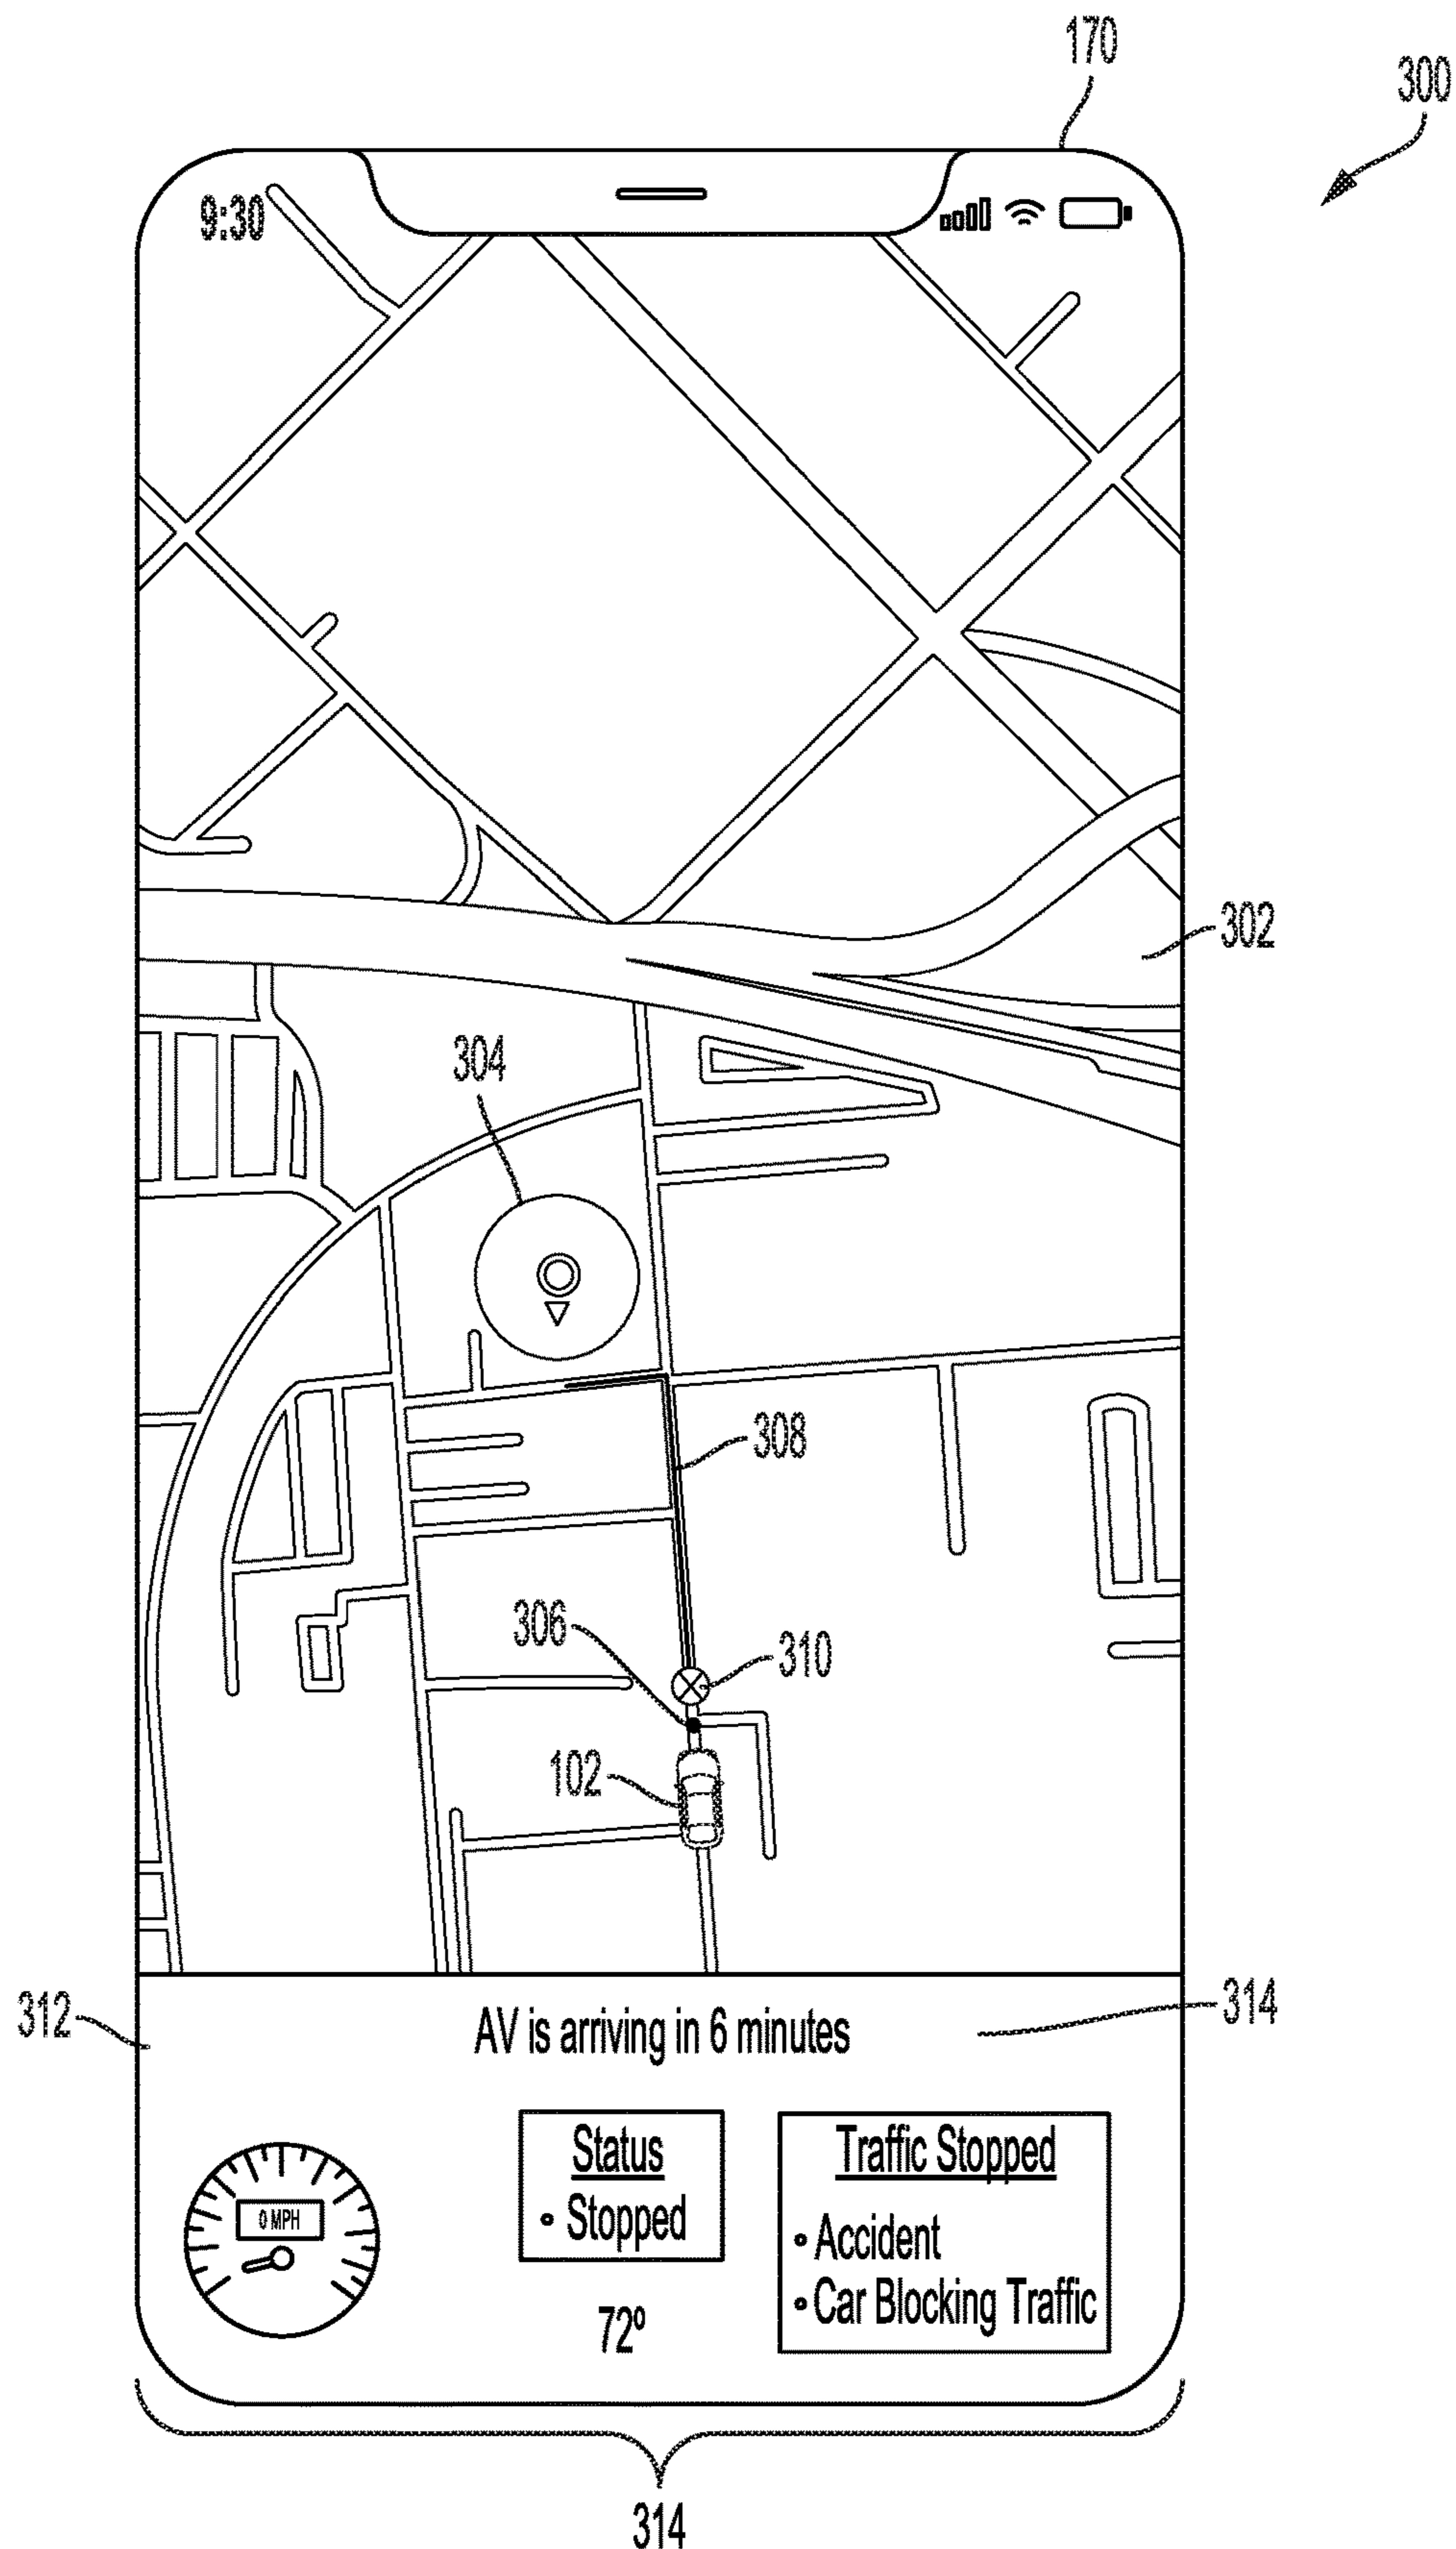 170
300
9:30
302
304
308
306
310
102
312
314
AV is arriving in 6 minutes
Status
• Stopped
Traffic Stopped
• Accident
• Car Blocking Traffic
0 MPH
72º
314